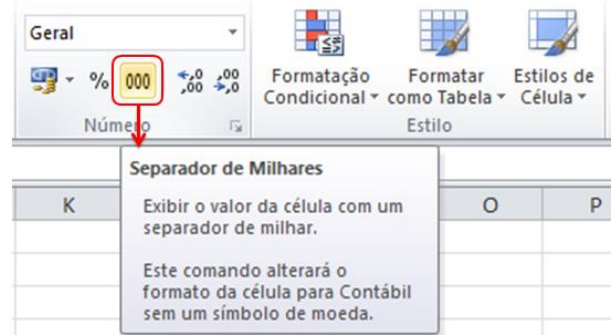 Geral
% 000 ,0 ,00 ,00 ,0
Formatação Condicional
Formatar como Tabela
Estilos de Célula
Número
Estilo
Separador de Milhares
K
O
P
Exibir o valor da célula com um
separador de milhar.
Este comando alterará o
formato da célula para Contábil
sem um símbolo de moeda.